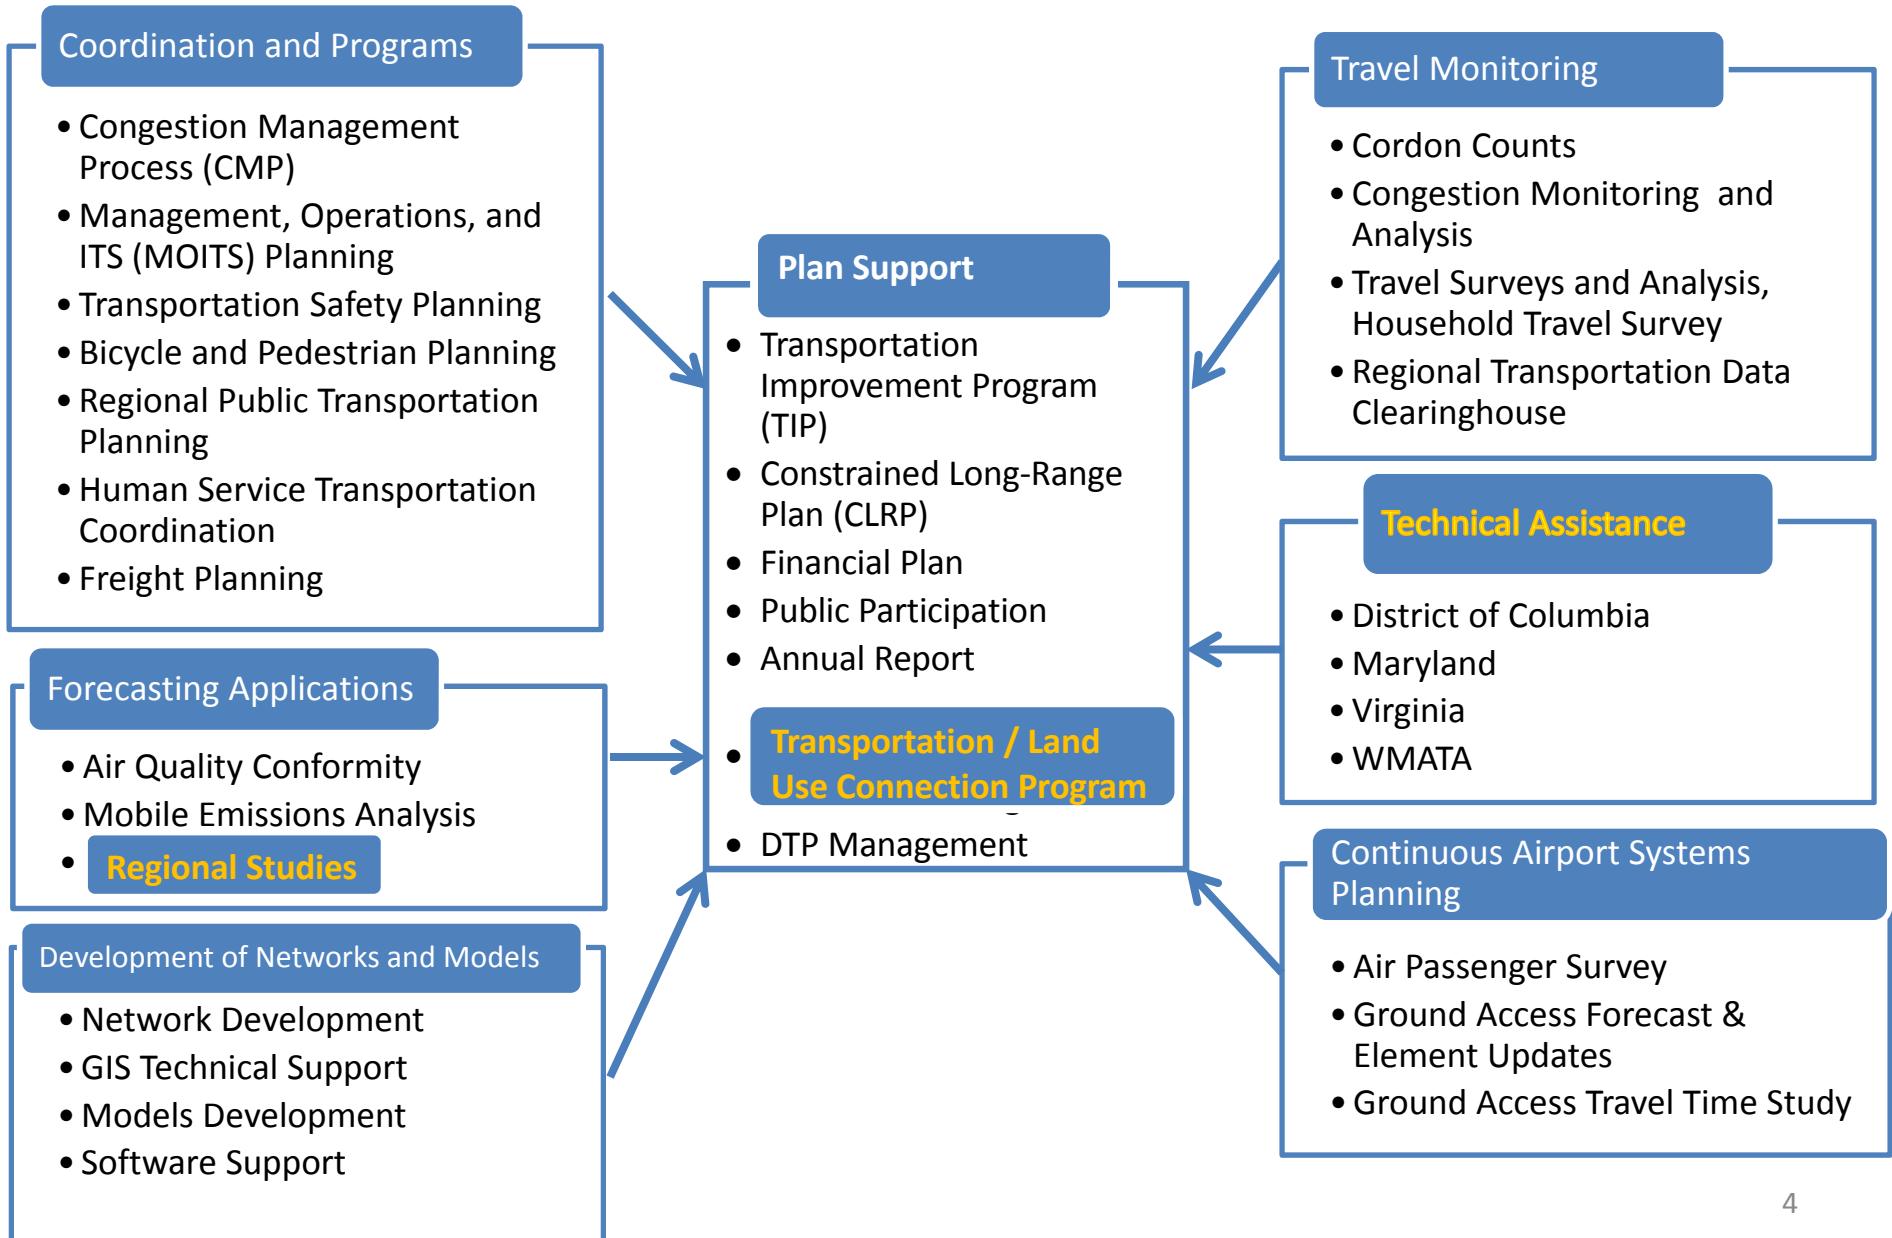 Coordination and Programs
• Congestion Management
Process (CMP)
• Management, Operations, and
ITS (MOITS) Planning
• Transportation Safety Planning
• Bicycle and Pedestrian Planning
• Regional Public Transportation
Planning
• Human Service Transportation
Coordination
• Freight Planning
Forecasting Applications
• Air Quality Conformity
• Mobile Emissions Analysis
• Regional Studies
Development of Networks and Models
• Network Development
• GIS Technical Support
• Models Development
• Software Support
Plan Support
• Transportation
Improvement Program
(TIP)
• Constrained Long-Range
Plan (CLRP)
• Financial Plan
• Public Participation
• Annual Report
• Transportation / Land
Use Connection Program
• DTP Management
Travel Monitoring
• Cordon Counts
• Congestion Monitoring and
Analysis
• Travel Surveys and Analysis,
Household Travel Survey
• Regional Transportation Data
Clearinghouse
Technical Assistance
• District of Columbia
• Maryland
• Virginia
• WMATA
Continuous Airport Systems
Planning
• Air Passenger Survey
• Ground Access Forecast &
Element Updates
• Ground Access Travel Time Study
4